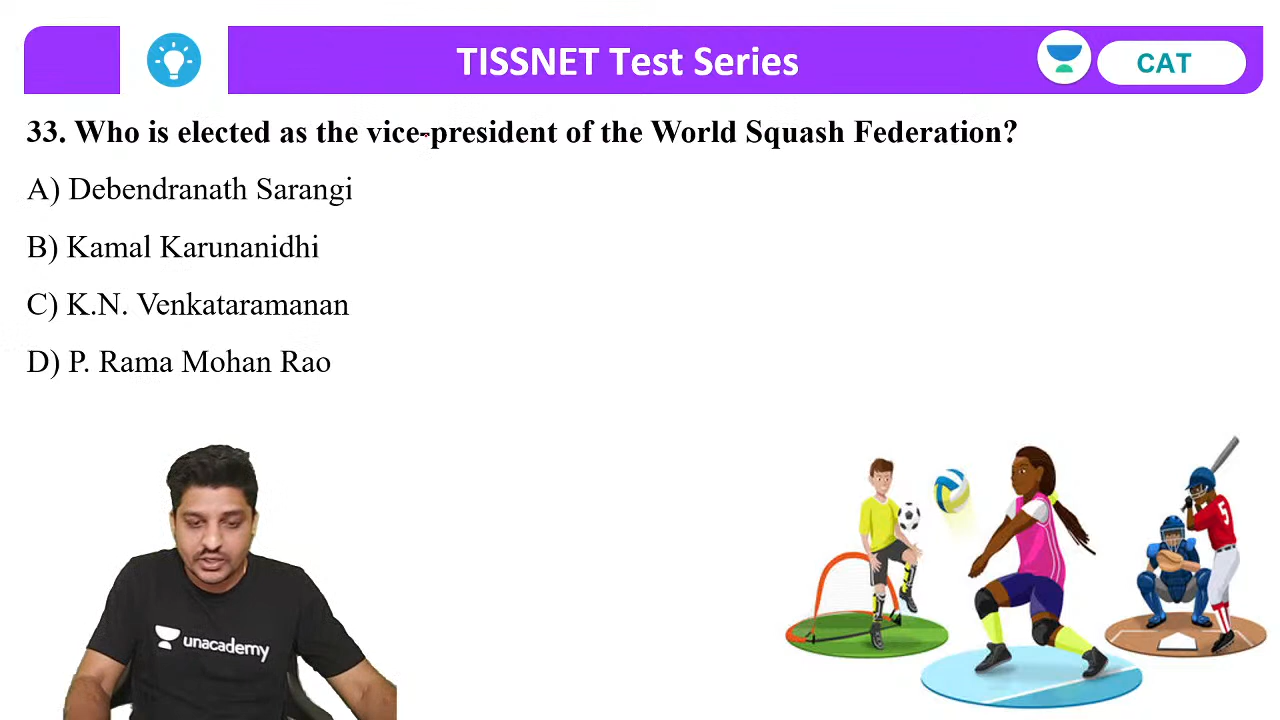 TISSNET Test Series
CAT
33. Who is elected as the vice-president of the World Squash Federation?
A) Debendranath Sarangi
B) Kamal Karunanidhi
C) K.N. Venkataramanan
D) P. Rama Mohan Rao
unacademy
5